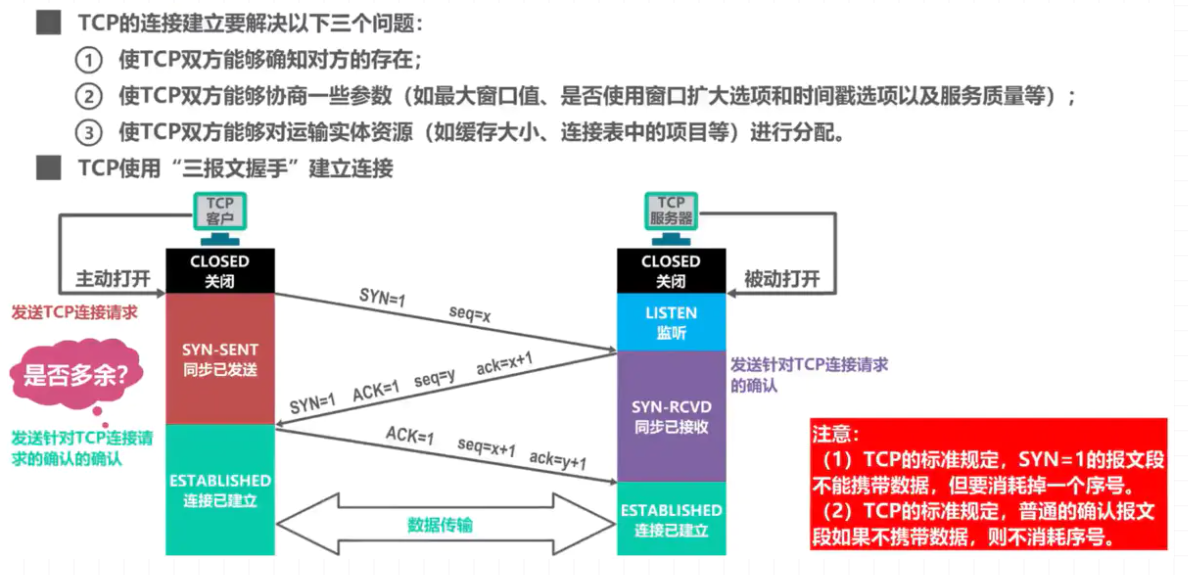 TCP的连接建立要解决以下三个问题：
① 使TCP双方能够确知对方的存在；
② 使TCP双方能够协商一些参数（如最大窗口值、是否使用窗口扩大选项和时间戳选项以及服务质量等）；
③ 使TCP双方能够对运输实体资源（如缓存大小、连接表中的项目等）进行分配。
TCP使用“三报文握手”建立连接
TCP
客户
TCP
服务器
CLOSED
关闭
CLOSED
关闭
主动打开
被动打开
发送TCP连接请求
SYN=1 seq=x
LISTEN
监听
SYN-SENT
同步已发送
是否多余?
SYN=1 ACK=1 seq=y ack=x+1
发送针对TCP连接请求
的确认
SYN-RCVD
同步已接收
发送针对TCP连接请
求的确认的确认
ACK=1 seq=x+1 ack=y+1
ESTABLISHED
连接已建立
ESTABLISHED
连接已建立
数据传输
注意：
（1）TCP的标准规定，SYN=1的报文段
不能携带数据，但要消耗掉一个序号。
（2）TCP的标准规定，普通的确认报文
段如果不携带数据，则不消耗序号。